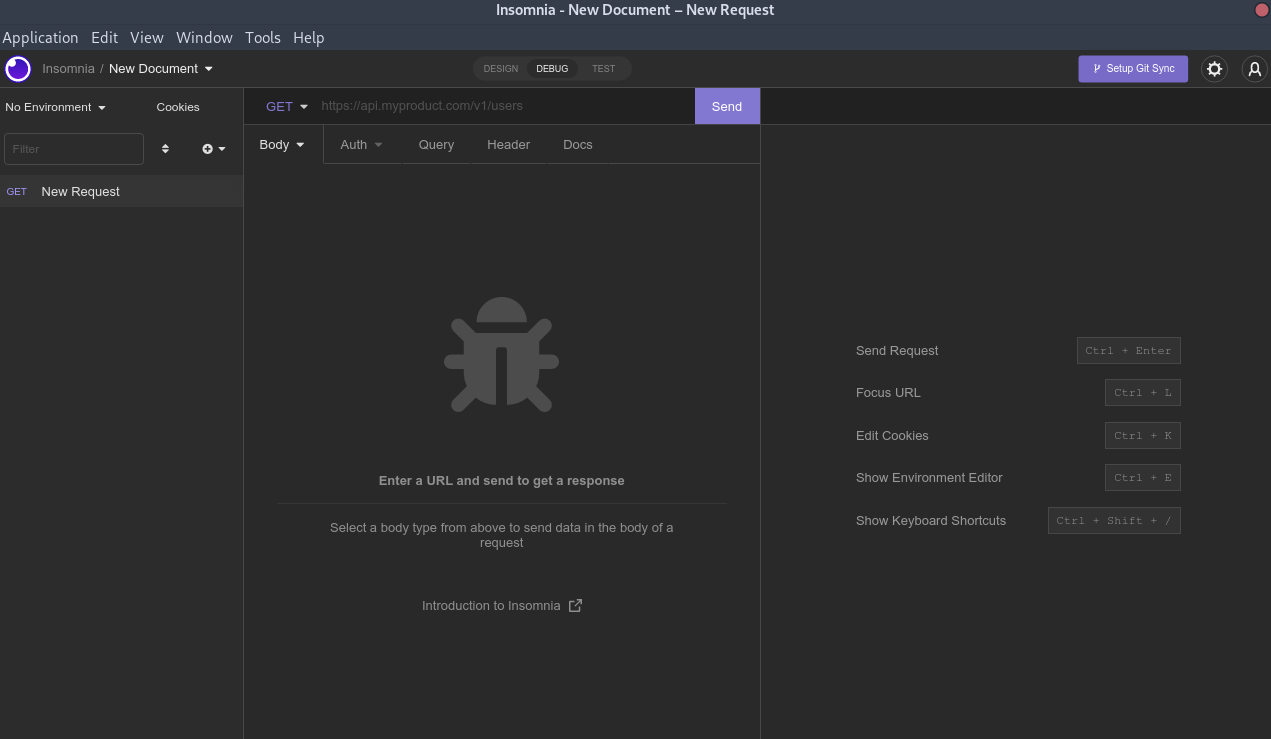 Insomnia - New Document – New Request
Application Edit View Window Tools Help
Insomnia / New Document
DESIGN DEBUG TEST
Setup Git Sync
No Environment
Cookies
GET https://api.myproduct.com/v1/users Send
Filter
Body Auth Query Header Docs
GET New Request
Enter a URL and send to get a response
Select a body type from above to send data in the body of a
request
Introduction to Insomnia
Send Request Ctrl + Enter
Focus URL Ctrl + L
Edit Cookies Ctrl + K
Show Environment Editor Ctrl + E
Show Keyboard Shortcuts Ctrl + Shift + /